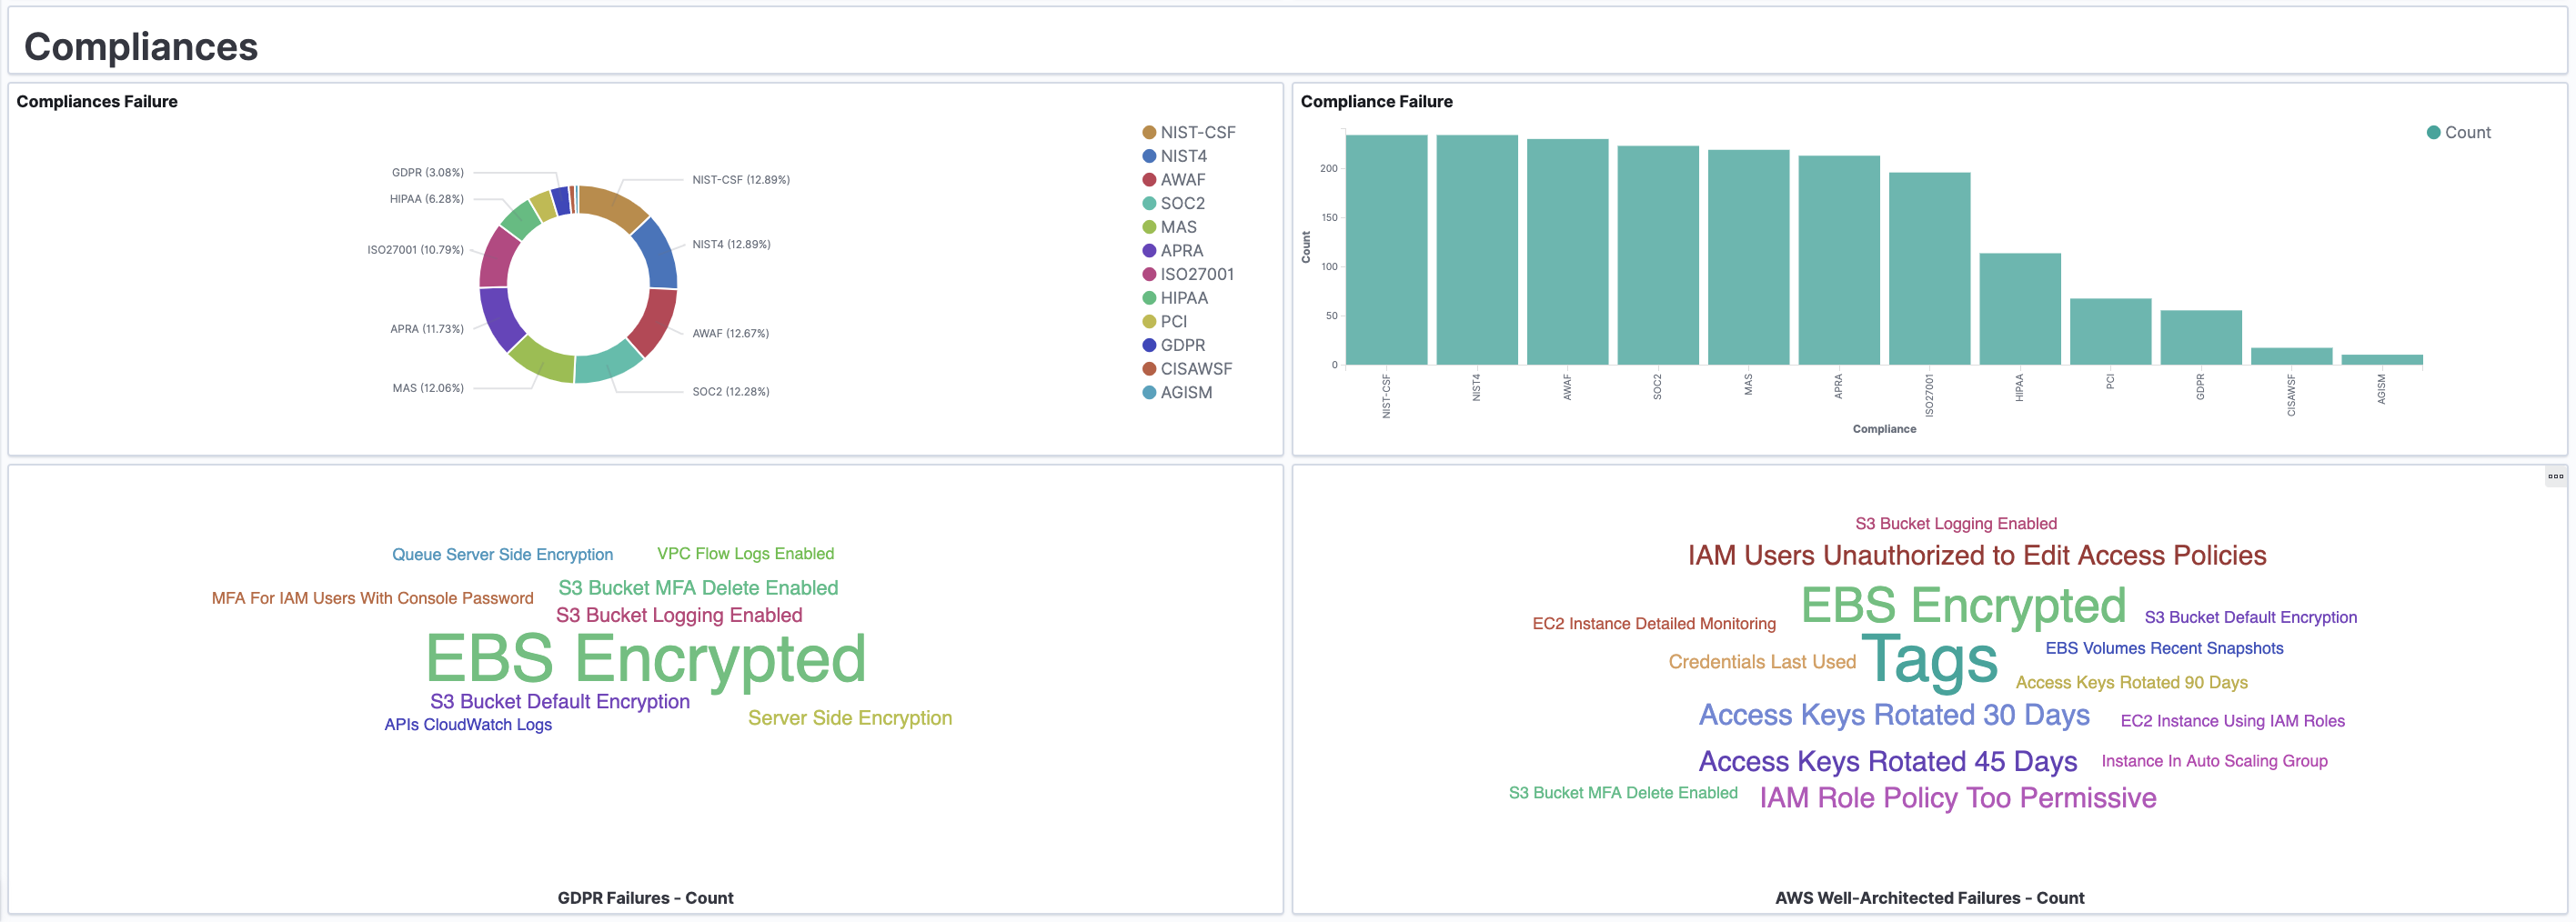 Compliances
Compliances Failure
GDPR (3.08%)
HIPAA (6.28%)
ISO27001 (10.79%)
APRA (11.73%)
MAS (12.06%)
NIST-CSF (12.89%)
NIST4 (12.89%)
AWAF (12.67%)
SOC2 (12.28%)
NIST-CSF
NIST4
AWAF
SOC2
MAS
APRA
ISO27001
HIPAA
PCI
GDPR
CISAWSF
AGISM
Compliance Failure
Count
200
150
100
50
0
Count
NIST-CSF
NIST4
AWAF
SOC2
MAS
APRA
ISO27001
HIPAA
PCI
GDPR
CISAWSF
AGISM
Compliance
Queue Server Side Encryption
VPC Flow Logs Enabled
S3 Bucket MFA Delete Enabled
MFA For IAM Users With Console Password
S3 Bucket Logging Enabled
EBS Encrypted
S3 Bucket Default Encryption
Server Side Encryption
APIs CloudWatch Logs
GDPR Failures - Count
S3 Bucket Logging Enabled
IAM Users Unauthorized to Edit Access Policies
EBS Encrypted
S3 Bucket Default Encryption
EC2 Instance Detailed Monitoring
EBS Volumes Recent Snapshots
Credentials Last Used
Tags
Access Keys Rotated 90 Days
Access Keys Rotated 30 Days
EC2 Instance Using IAM Roles
Access Keys Rotated 45 Days
Instance In Auto Scaling Group
S3 Bucket MFA Delete Enabled
IAM Role Policy Too Permissive
AWS Well-Architected Failures - Count